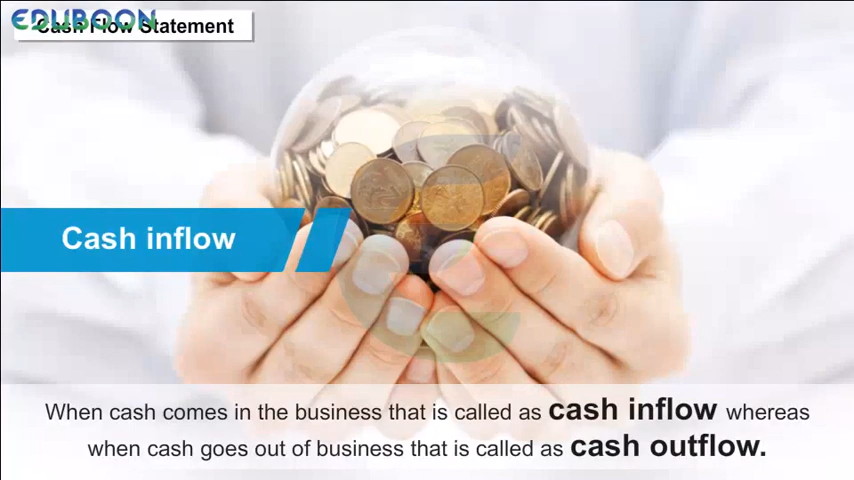 EDUBOON
Cash Flow Statement
Cash inflow
When cash comes in the business that is called as cash inflow whereas
when cash goes out of business that is called as cash outflow.